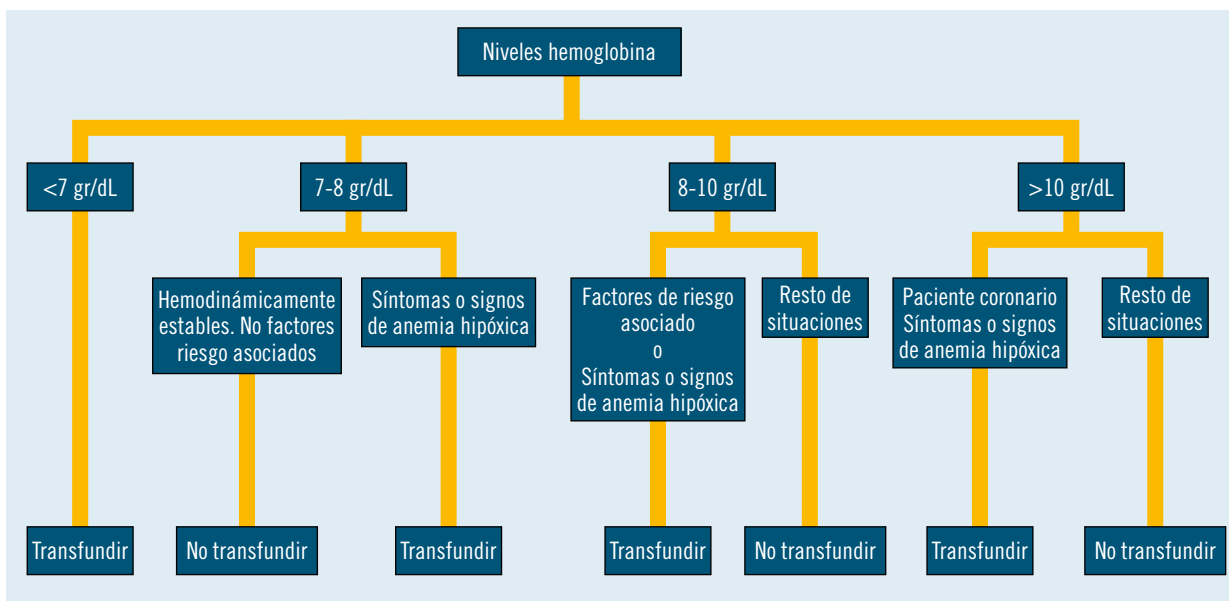 Niveles hemoglobina
<7 gr/dL
7-8 gr/dL
8-10 gr/dL
>10 gr/dL
Hemodinámicamente
estables. No factores
riesgo asociados
Síntomas o signos
de anemia hipóxica
Factores de riesgo
asociado
o
Síntomas o signos
de anemia hipóxica
Resto de
situaciones
Paciente coronario
Síntomas o signos
de anemia hipóxica
Resto de
situaciones
Transfundir
No transfundir
Transfundir
Transfundir
No transfundir
Transfundir
No transfundir